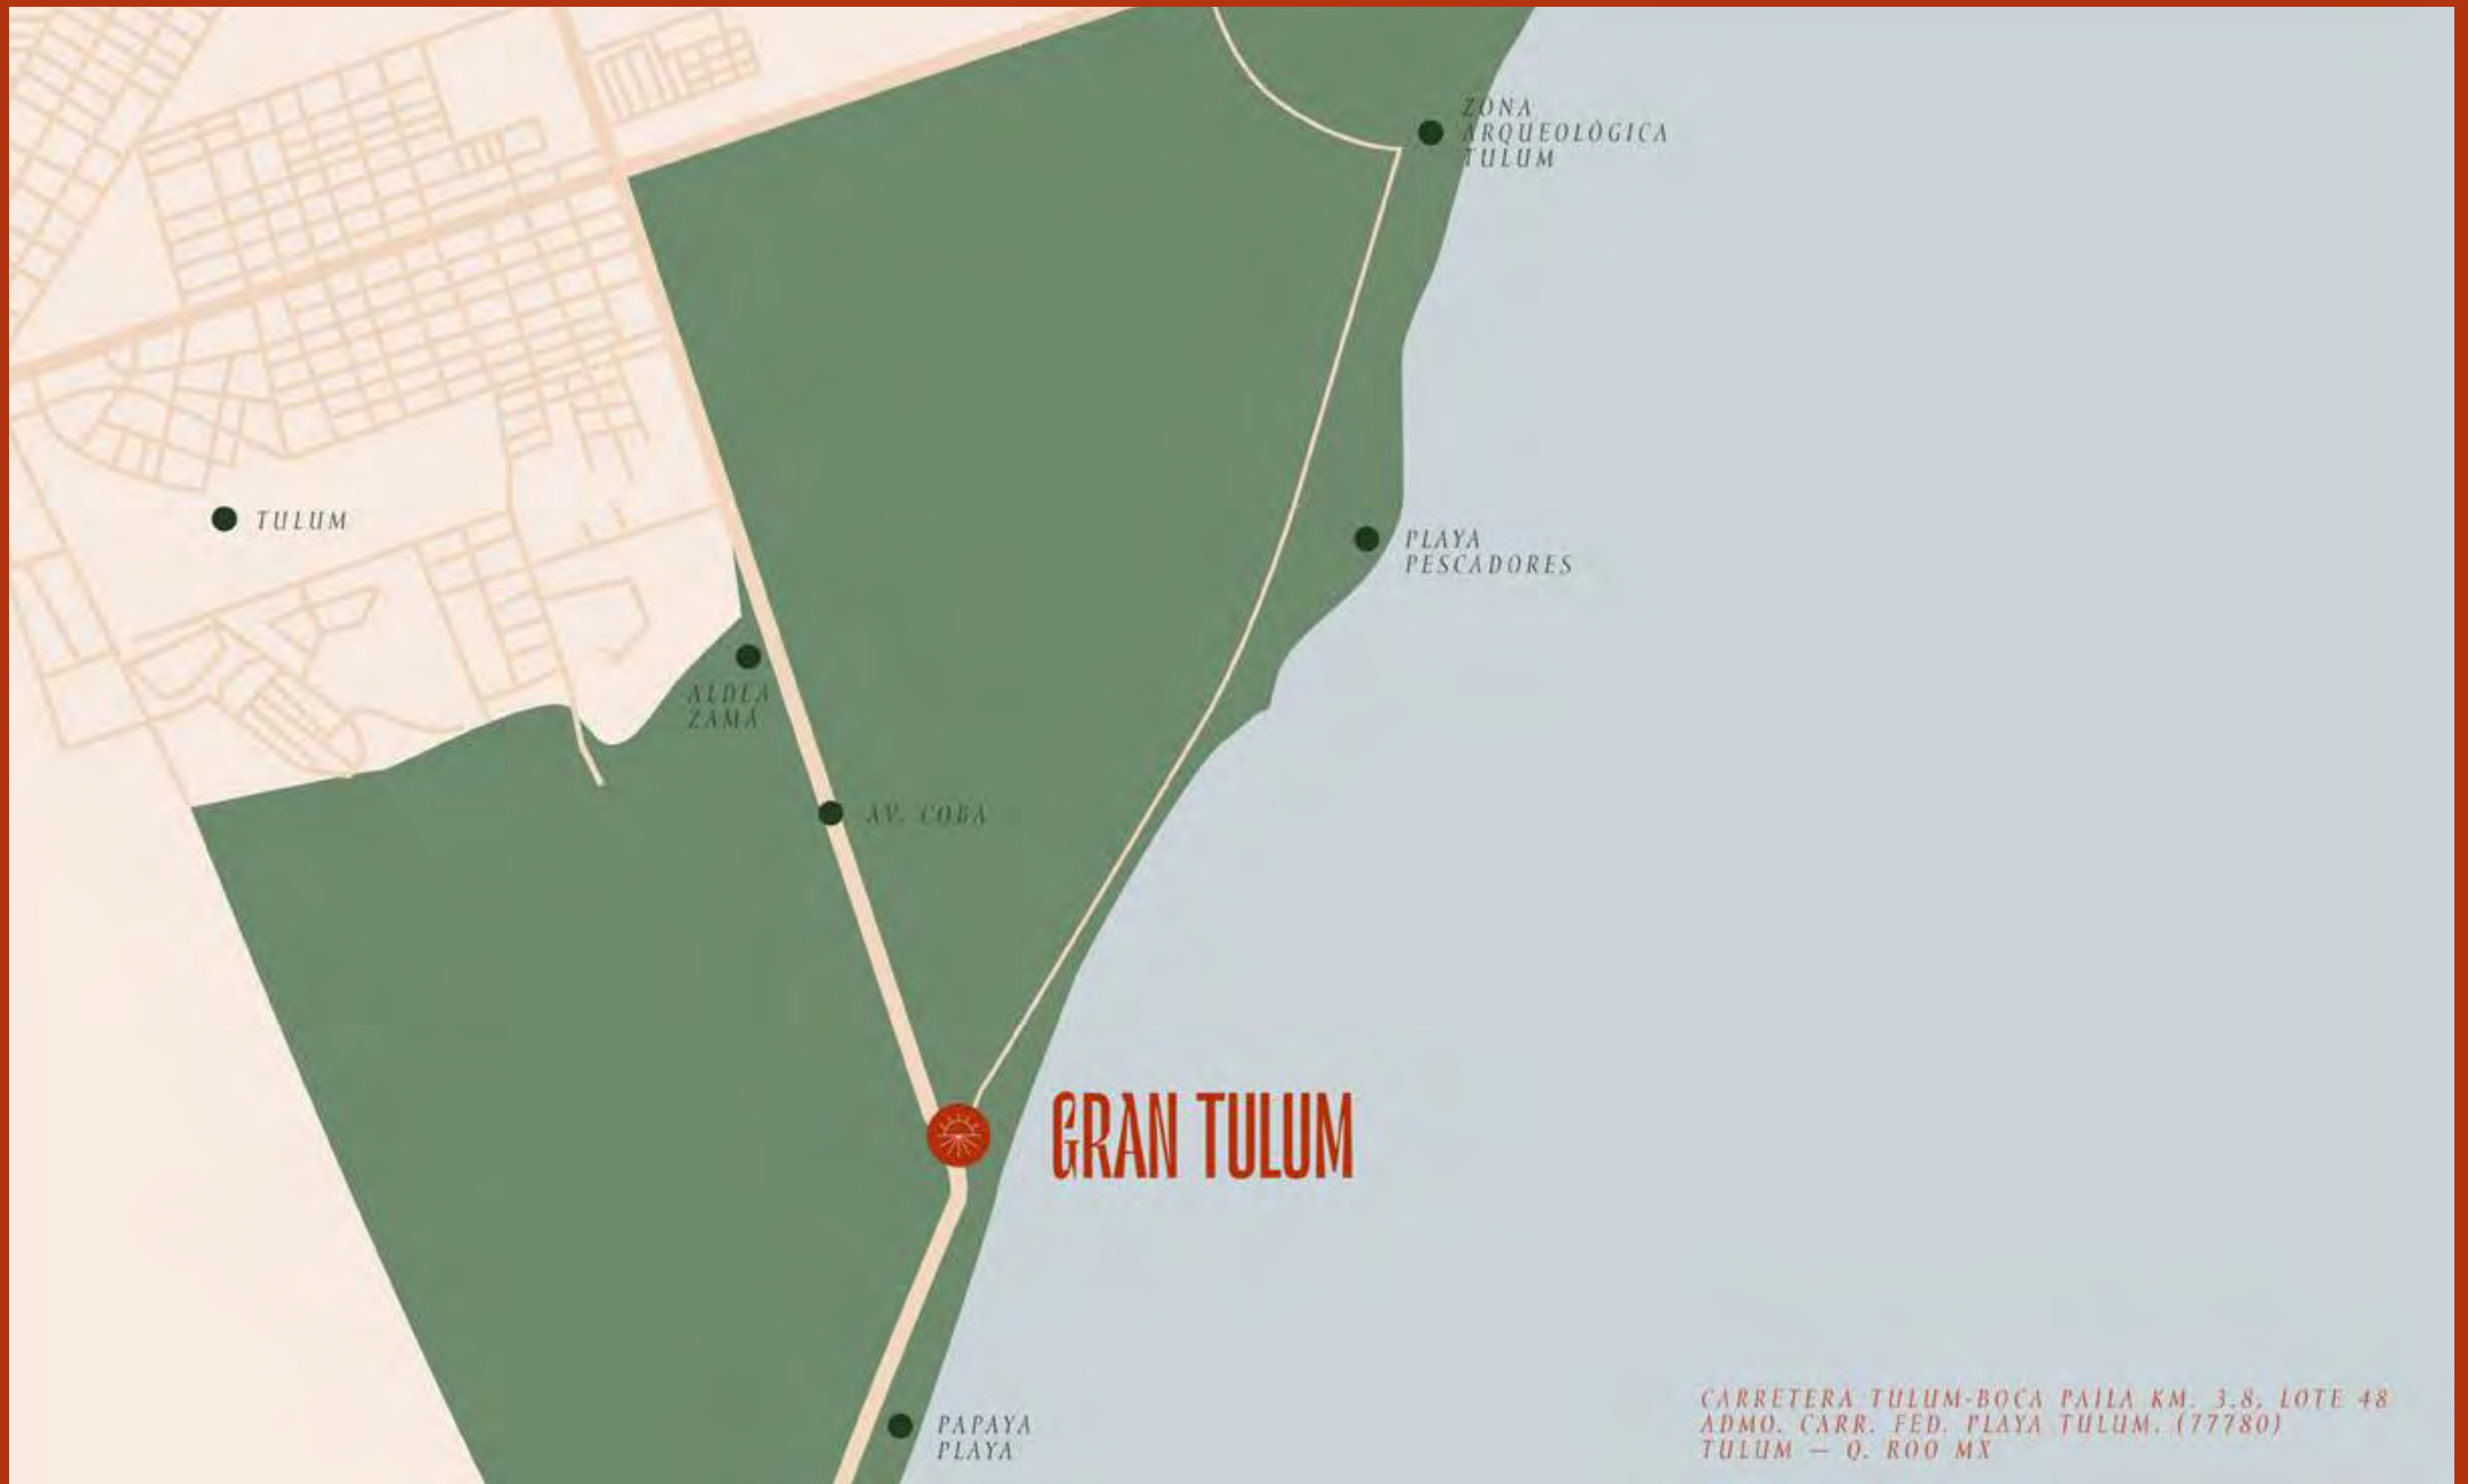 ZONA
ARQUEOLÒGICA
TULUM
TULUM
PLAYA
PESCADORES
ALDEA
ZAMÁ
AV. COBA
GRAN TULUM
PAPAYA
PLAYA
CARRETERA TULUM-BOCA PAILA KM. 3.8, LOTE 48
ADMO. CARR. FED. PLAYA TULUM. (77780)
TULUM — Q. ROO MX